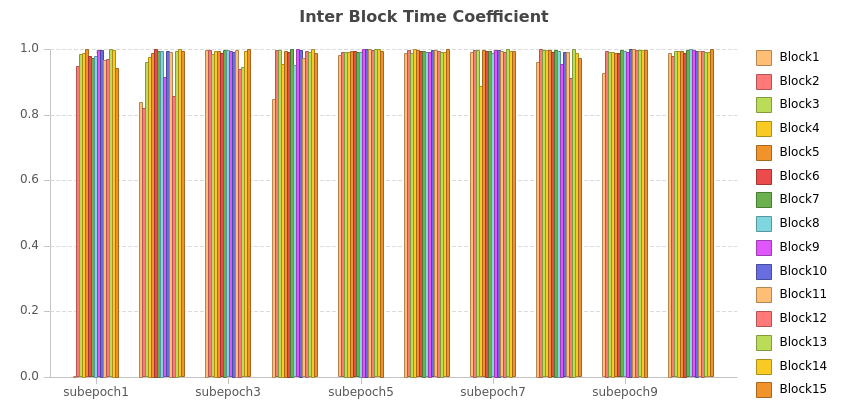 Inter Block Time Coefficient
1.0
0.8
0.6
0.4
0.2
0.0
subepoch1
subepoch3
subepoch5
subepoch7
subepoch9
Block1
Block2
Block3
Block4
Block5
Block6
Block7
Block8
Block9
Block10
Block11
Block12
Block13
Block14
Block15